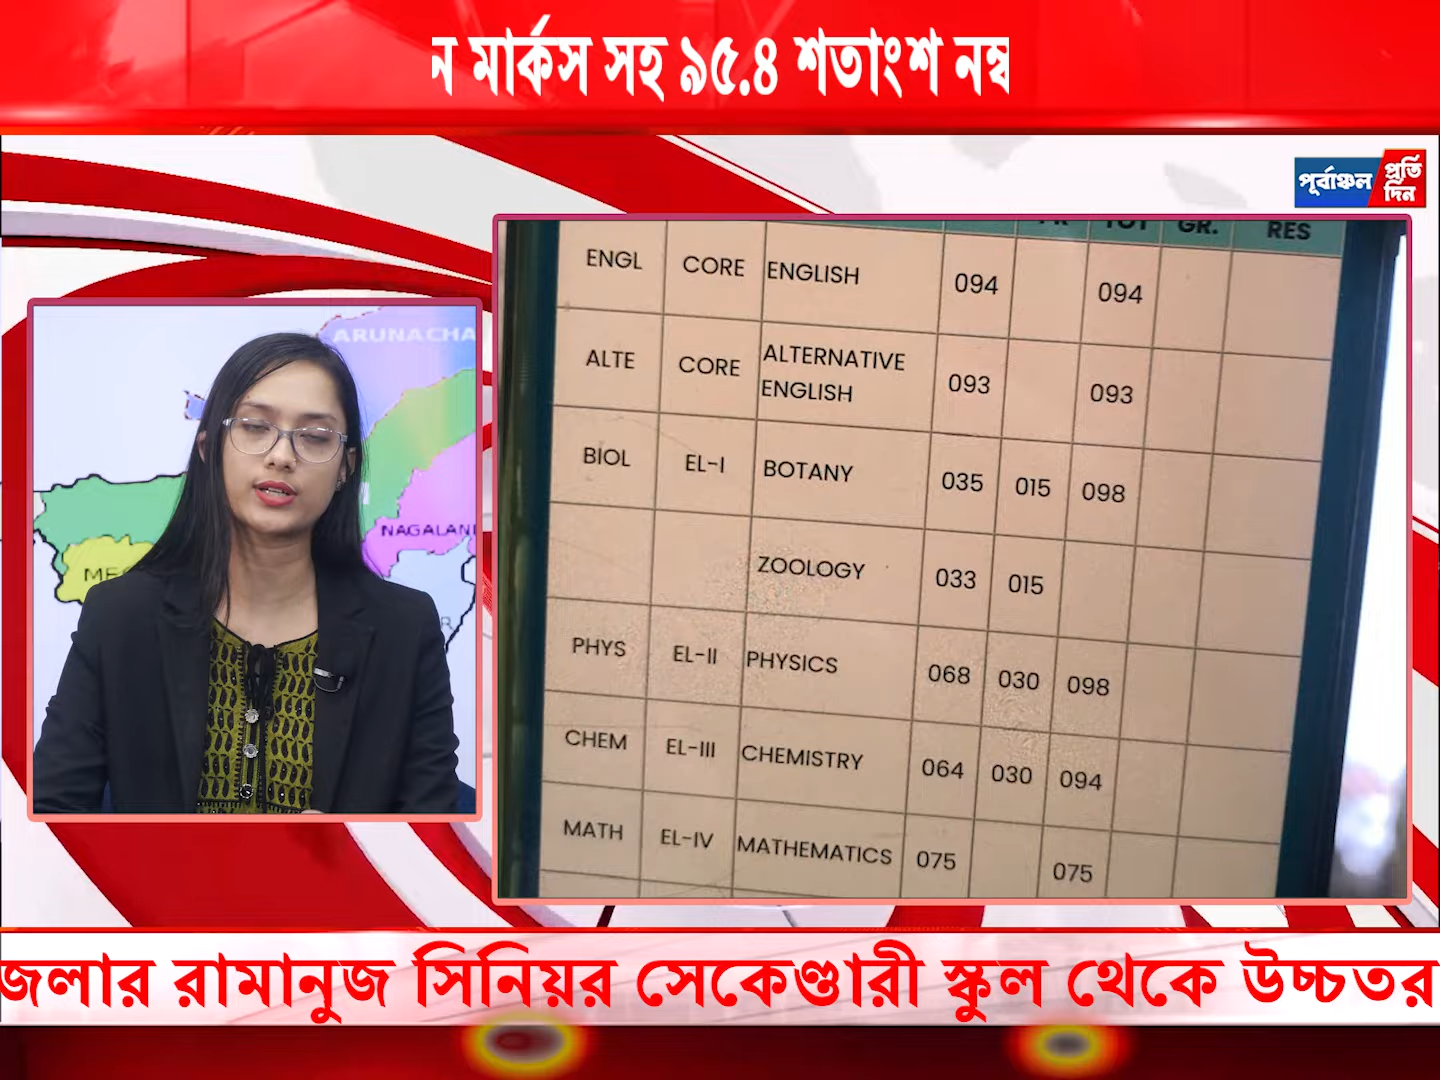 ন মার্কস সহ ৯৫.৪ শতাংশ নম্ব
পূর্বাঞ্চল প্রতি দিন
ARUNACHA
NAGALAN
ME
R
TOT GR. RES
ENGL CORE ENGLISH 094 094
ALTE CORE ALTERNATIVE ENGLISH 093 093
BIOL EL-I BOTANY 035 015 098
ZOOLOGY 033 015
PHYS EL-II PHYSICS 068 030 098
CHEM EL-III CHEMISTRY 064 030 094
MATH EL-IV MATHEMATICS 075 075
জেলার রামানুজ সিনিয়র সেকেণ্ডারী স্কুল থেকে উচ্চতর